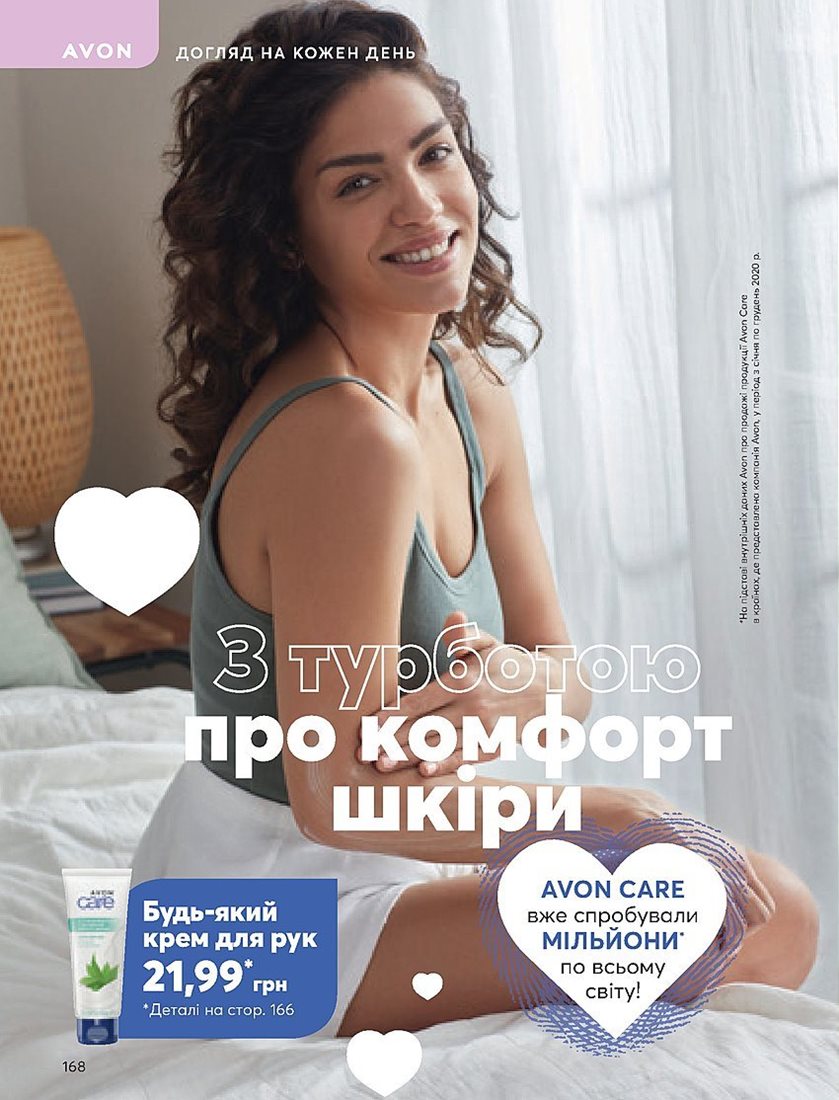 AVON
ДОГЛЯД НА КОЖЕН ДЕНЬ
*На підставі внутрішніх даних Avon про продажі продукції Avon Care
в країнах, де представлена компанія Avon, у період з січня по грудень 2020 р.
З турботою
про комфорт
шкіри
AVON
care
Будь-який
крем для рук
21,99* грн
*Деталі на стор. 166
AVON CARE
вже спробували
МІЛЬЙОНИ*
по всьому
світу!
168